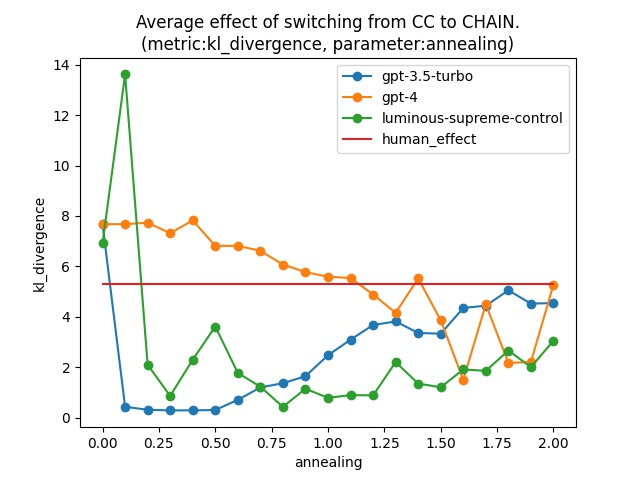 Average effect of switching from CC to CHAIN.
(metric:kl_divergence, parameter:annealing)
gpt-3.5-turbo
gpt-4
luminous-supreme-control
human_effect
kl_divergence
14
12
10
8
6
4
2
0
0.00 0.25 0.50 0.75 1.00 1.25 1.50 1.75 2.00
annealing